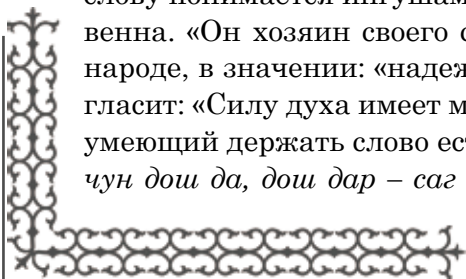 слову понимается ингушам
венна. «Он хозяин своего с
народе, в значении: «надеж
гласит: «Силу духа имеет м
умеющий держать слово ест
чун дош да, дош дар – саг